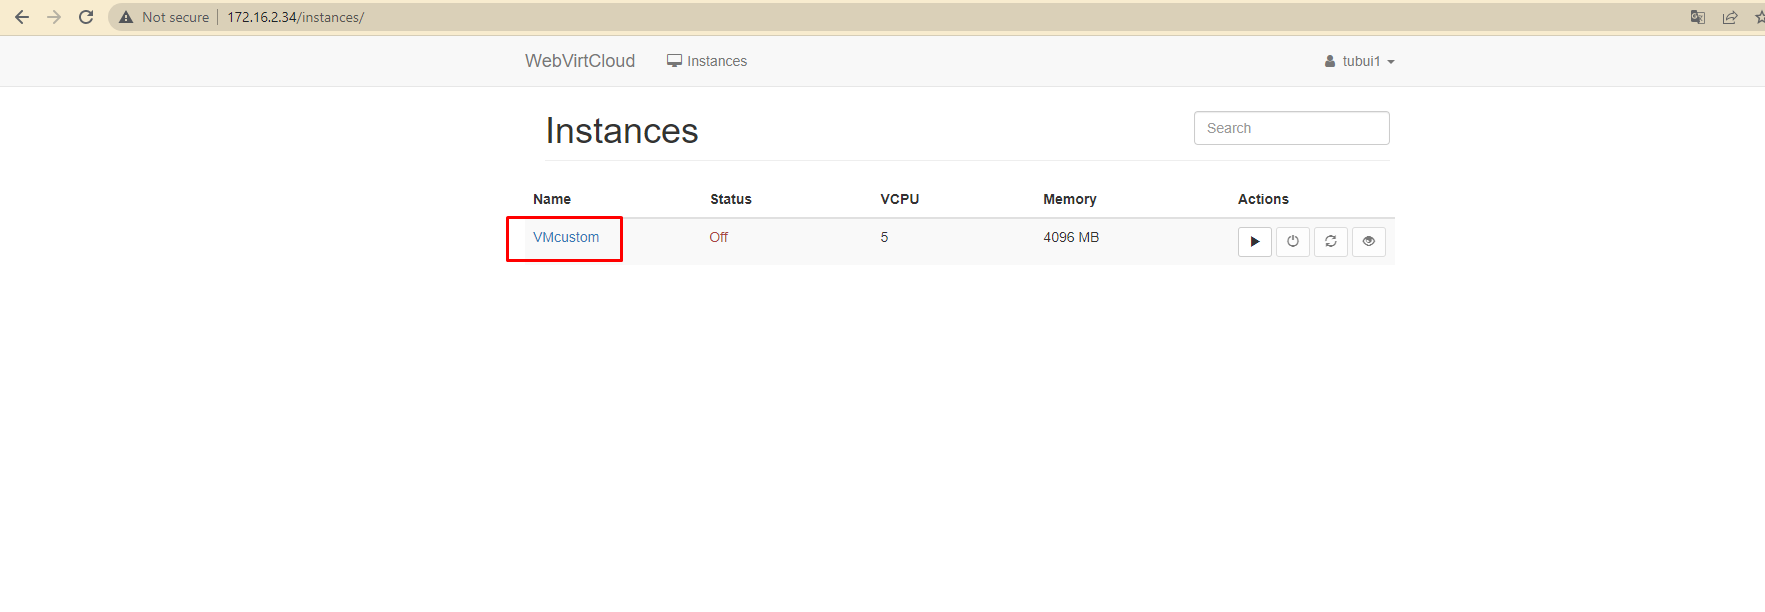 Not secure | 172.16.2.34/instances/
WebVirtCloud Instances tubui1
Instances Search
Name Status VCPU Memory Actions
VMcustom Off 5 4096 MB